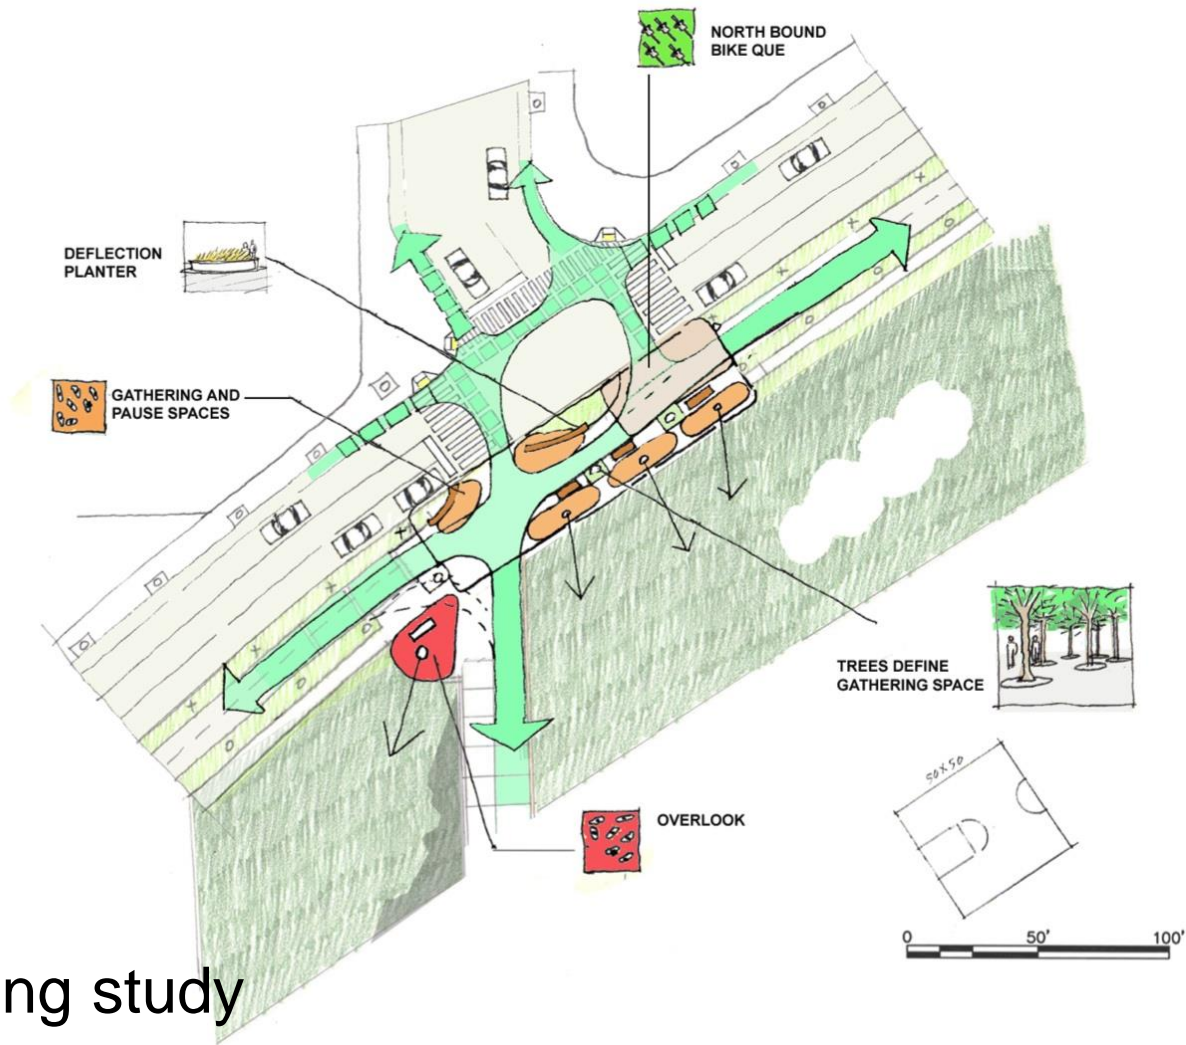 NORTH BOUND
BIKE QUE
DEFLECTION
PLANTER
GATHERING AND
PAUSE SPACES
TREES DEFINE
GATHERING SPACE
50X50
OVERLOOK
0 50' 100'
ng study